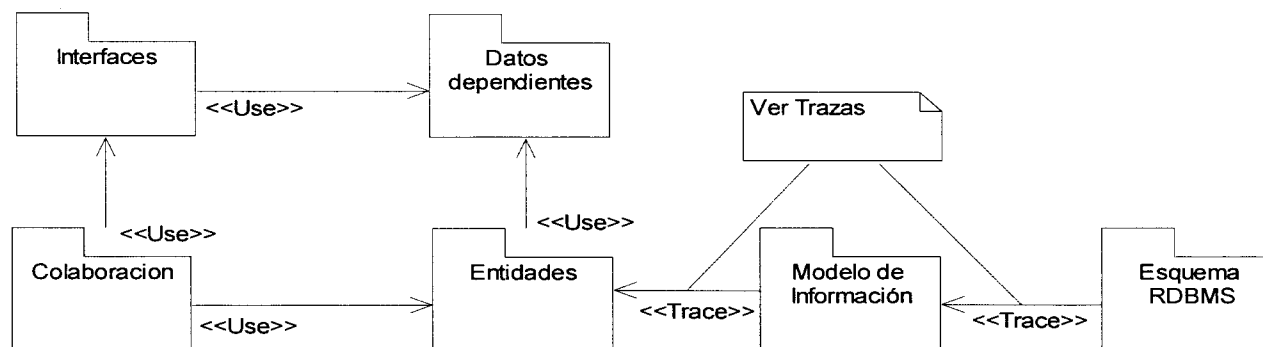 Interfaces
Datos
dependientes
<<Use>>
Ver Trazas
<<Use>>
<<Use>>
Colaboracion
Entidades
Modelo de
Información
Esquema
RDBMS
<<Use>>
<<Trace>>
<<Trace>>